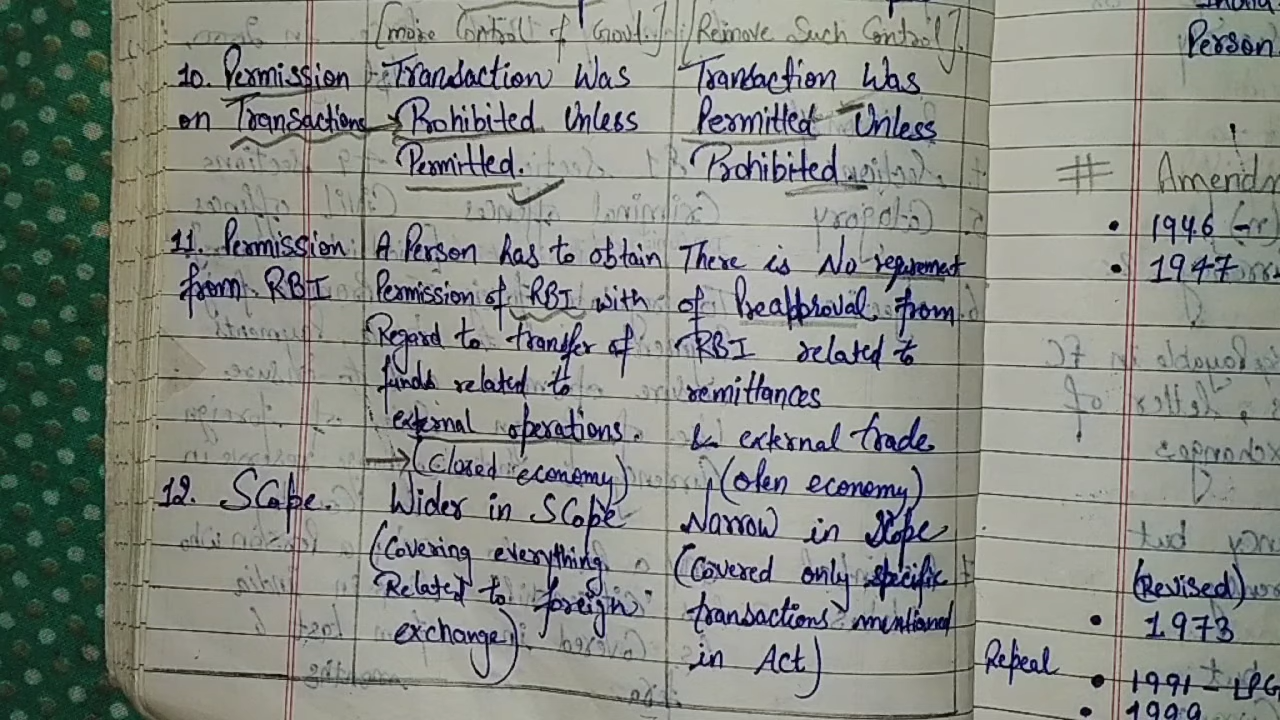 [more Control of Govt.] [Remove Such Control].
10. Permission Transaction Was Transaction Was
on Transactions → Prohibited Unless Permitted Unless
Permitted. Prohibited
11. Permission A Person has to obtain There is No requirement
from RBI Permission of RBI with of Preapproval from
Regard to transfer of RBI related to
funds related to remittances
external operations. & external trade
→ (Closed economy) (open economy)
12. SCope. Wider in SCope Narrow in Scope
(Covering everything (Covered only specific
Related to foreign transactions mentioned
exchange) in Act)
India
Person
# Amendm
• 1946
• 1947
(Revised)
• 1973
Repeal • 1991 - LPG
• 1999